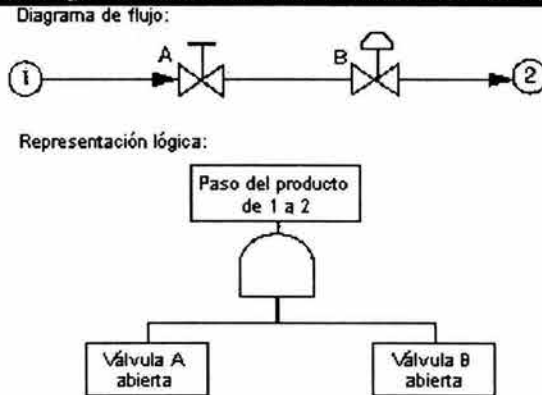 Diagrama de flujo:
A
B
1
2
Representación lógica:
Paso del producto
de 1 a 2
Válvula A
abierta
Válvula B
abierta